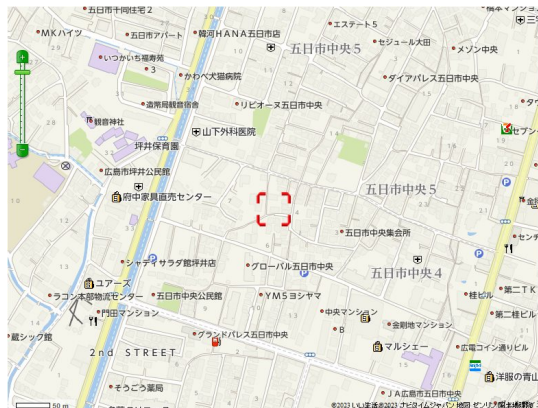 五日市千同住宅2
MKハイツ
五日市アパート
韓河HANA五日市店
エステート5
セジュール太田
メゾン中央
五日市中央5
いつかいち福寿苑
3
かわべ犬猫病院
ダイアパレス五日市中央
造幣局観音宿舎
リビオーヌ五日市中央
観音神社
山下外科医院
坪井保育園
広島市坪井公民館
府中家具直売センター
五日市中央5
五日市中央集会所
シャディサラダ館坪井店
グローバル五日市中央
五日市中央4
ユアーズ
ラコン本部物流センター
五日市中央公民館
YMSヨシヤマ
中央マンション
桂ビル
第二TK
門田マンション
B
金剛地マンション
第二桂ビル
蔵シック館
グランドパレス五日市中央
マルシェー
広電コイン通りビル
2nd STREET
洋服の青山
そうごう薬局
JA広島市五日市中央
50m